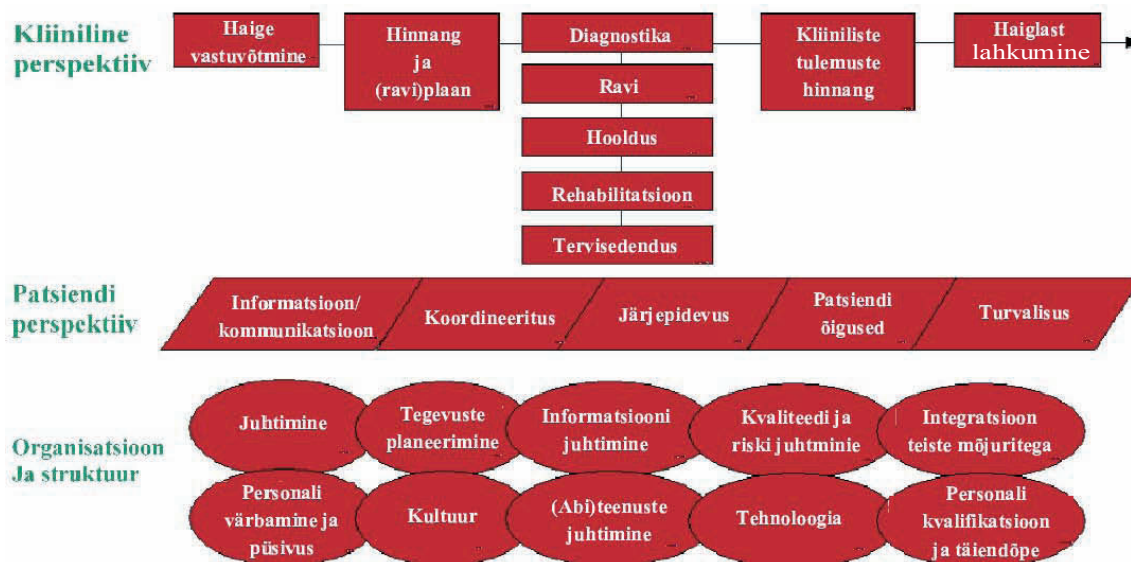 Kliiniline
perspektiiv
Haige
vastuvõtmine
Hinnang
ja
(ravi)plaan
Diagnostika
Ravi
Hooldus
Rehabilitatsioon
Tervisedendus
Kliiniliste
tulemuste
hinnang
Haiglast
lahkumine
Patsiendi
perspektiiv
Informatsioon/
kommunikatsioon
Koordineeritus
Järjepidevus
Patsiendi
õigused
Turvalisus
Organisatsioon
Ja struktuur
Juhtimine
Tegevuste
planeerimine
Informatsiooni
juhtimine
Kvaliteedi ja
riski juhtminie
Integratsioon
teiste mõjuritega
Personali
värbamine ja
püsivus
Kultuur
(Abi)teenuste
juhtimine
Tehnoloogia
Personali
kvalifikatsioon
ja täiendõpe